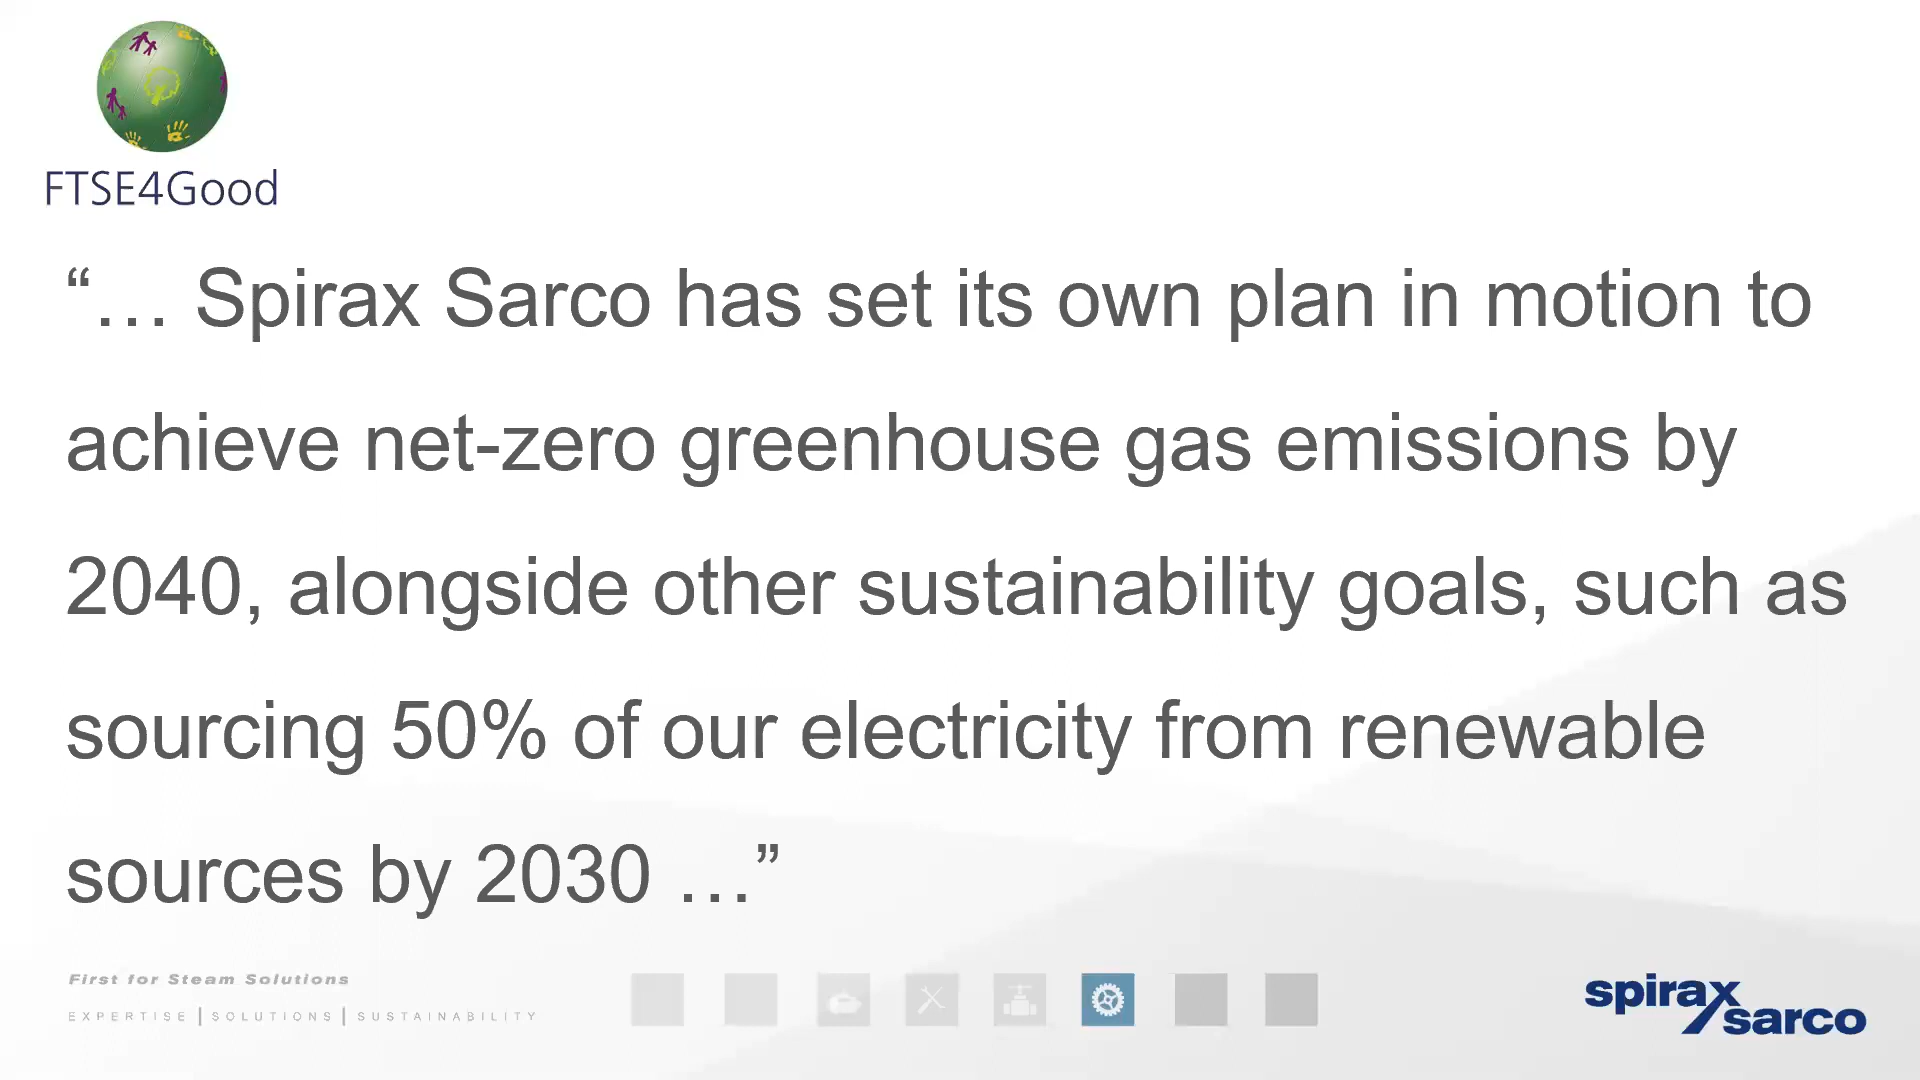 FTSE4Good
“… Spirax Sarco has set its own plan in motion to
achieve net-zero greenhouse gas emissions by
2040, alongside other sustainability goals, such as
sourcing 50% of our electricity from renewable
sources by 2030 …”
First for Steam Solutions
EXPERTISE | SOLUTIONS | SUSTAINABILITY
spirax
sarco